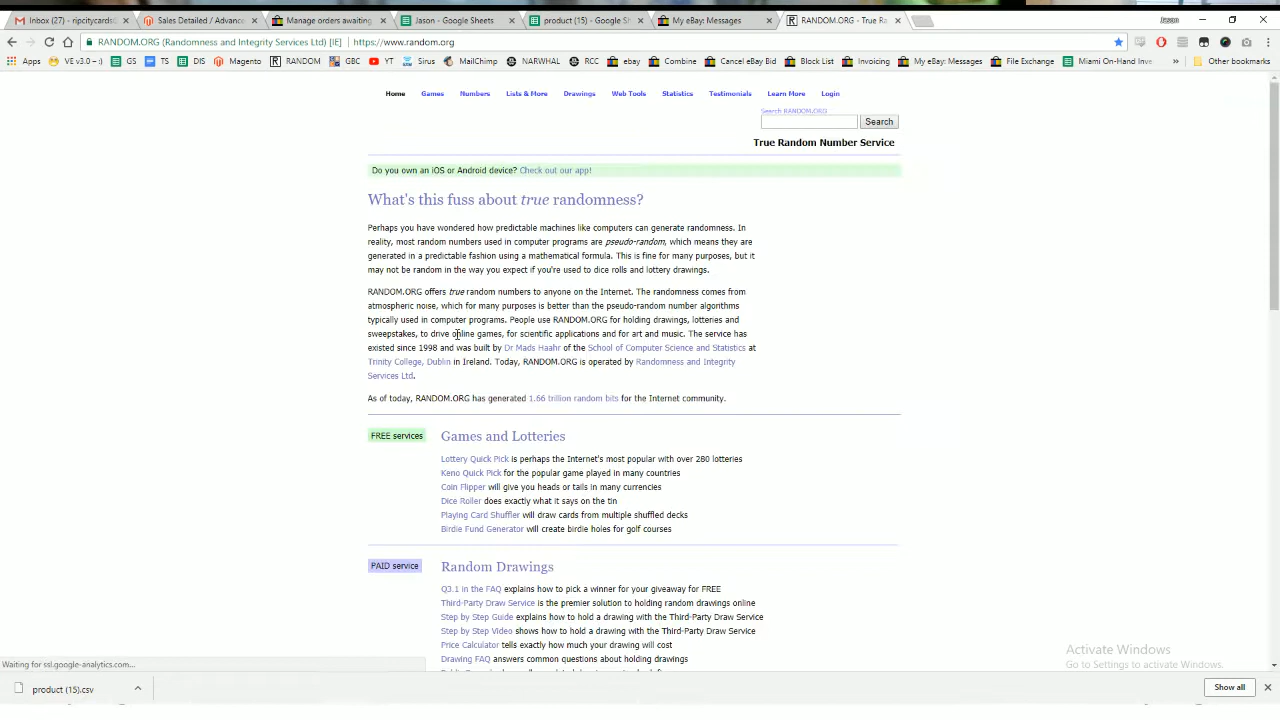 Inbox (27) - ripcitycards@
Sales Detailed / Advance
Manage orders awaiting
Jason - Google Sheets
product (15) - Google Sh
My eBay: Messages
RANDOM.ORG - True Ra
RANDOM.ORG (Randomness and Integrity Services Ltd) [IE]
https://www.random.org
Apps VE v3.0: GS TS DIS Magento RANDOM GBC YT Sirus MailChimp NARWHAL RCC ebay Combine Cancel eBay Bid Block List Invoicing My eBay: Messages File Exchange Miami On-Hand Inve » Other bookmarks
Home Games Numbers Lists & More Drawings Web Tools Statistics Testimonials Learn More Login
Search RANDOM.ORG
Search
True Random Number Service
Do you own an iOS or Android device? Check out our app!
What's this fuss about true randomness?
Perhaps you have wondered how predictable machines like computers can generate randomness. In
reality, most random numbers used in computer programs are pseudo-random, which means they are
generated in a predictable fashion using a mathematical formula. This is fine for many purposes, but it
may not be random in the way you expect if you're used to dice rolls and lottery drawings.
RANDOM.ORG offers true random numbers to anyone on the Internet. The randomness comes from
atmospheric noise, which for many purposes is better than the pseudo-random number algorithms
typically used in computer programs. People use RANDOM.ORG for holding drawings, lotteries and
sweepstakes, to drive online games, for scientific applications and for art and music. The service has
existed since 1998 and was built by Dr Mads Haahr of the School of Computer Science and Statistics at
Trinity College, Dublin in Ireland. Today, RANDOM.ORG is operated by Randomness and Integrity
Services Ltd.
As of today, RANDOM.ORG has generated 1.66 trillion random bits for the Internet community.
FREE services
Games and Lotteries
Lottery Quick Pick is perhaps the Internet's most popular with over 280 lotteries
Keno Quick Pick for the popular game played in many countries
Coin Flipper will give you heads or tails in many currencies
Dice Roller does exactly what it says on the tin
Playing Card Shuffler will draw cards from multiple shuffled decks
Birdie Fund Generator will create birdie holes for golf courses
PAID service
Random Drawings
Q3.1 in the FAQ explains how to pick a winner for your giveaway for FREE
Third-Party Draw Service is the premier solution to holding random drawings online
Step by Step Guide explains how to hold a drawing with the Third-Party Draw Service
Step by Step Video shows how to hold a drawing with the Third-Party Draw Service
Price Calculator tells exactly how much your drawing will cost
Drawing FAQ answers common questions about holding drawings
Activate Windows
Go to Settings to activate Windows.
Waiting for ssl.google-analytics.com...
product (15).csv
Show all